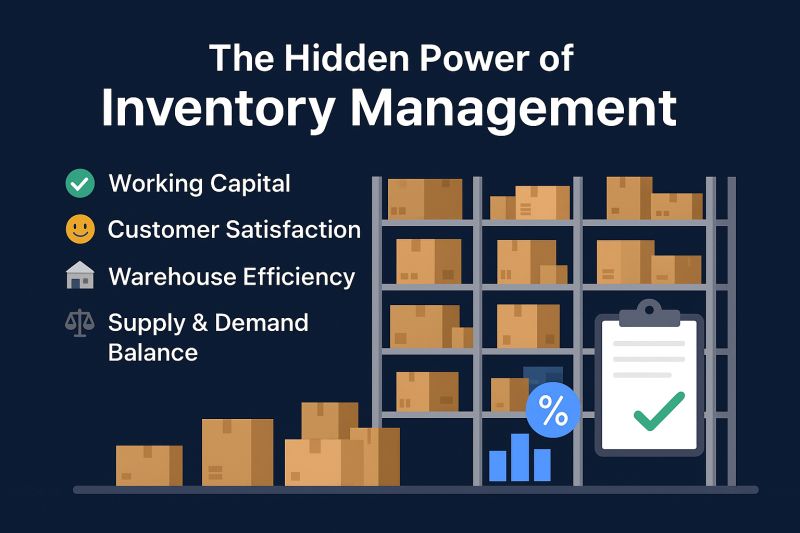 The Hidden Power of
Inventory Management
Working Capital
Customer Satisfaction
Warehouse Efficiency
Supply & Demand
Balance
%